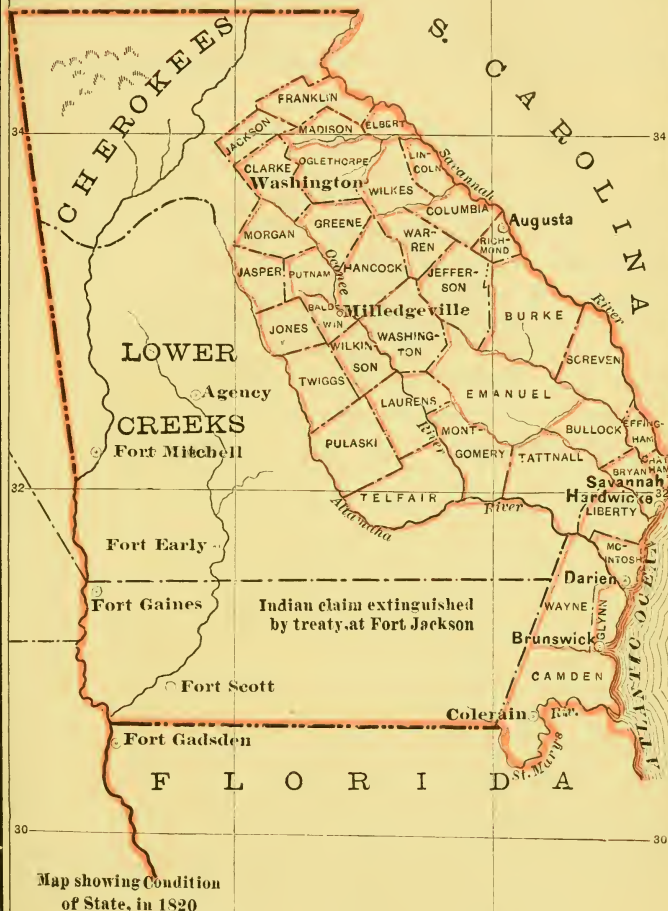 CHEROKEES
S. CAROLINA
FRANKLIN
JACKSON
MADISON
ELBERT
34
34
CLARKE
OGLETHORPE
LIN-
COLN
Savannah
Washington
WILKES
COLUMBIA
Augusta
MORGAN
GREENE
WAR-
REN
RICH-
MOND
JASPER
PUTNAM
Oconee
HANCOCK
JEFFER-
SON
River
BALD-
WIN
Milledgeville
BURKE
JONES
WILKIN-
SON
WASHING-
TON
SCREVEN
LOWER
CREEKS
Agency
TWIGGS
LAURENS
EMANUEL
River
Fort Mitchell
PULASKI
MONT-
GOMERY
TATTNALL
BULLOCK
EFFING-
HAM
BRYAN
CHAT
HAM
Savannah
32
32
Hardwicke
TELFAIR
Altamaha
River
LIBERTY
Fort Early
MC-
INTOSH
Darien
Fort Gaines
Indian claim extinguished
by treaty, at Fort Jackson
WAYNE
GLYNN
Brunswick
ATLANTIC OCEAN
Fort Scott
CAMDEN
Colerain
Riv.
St. Marys
Fort Gadsden
FLORIDA
30
30
Map showing Condition
of State, in 1820